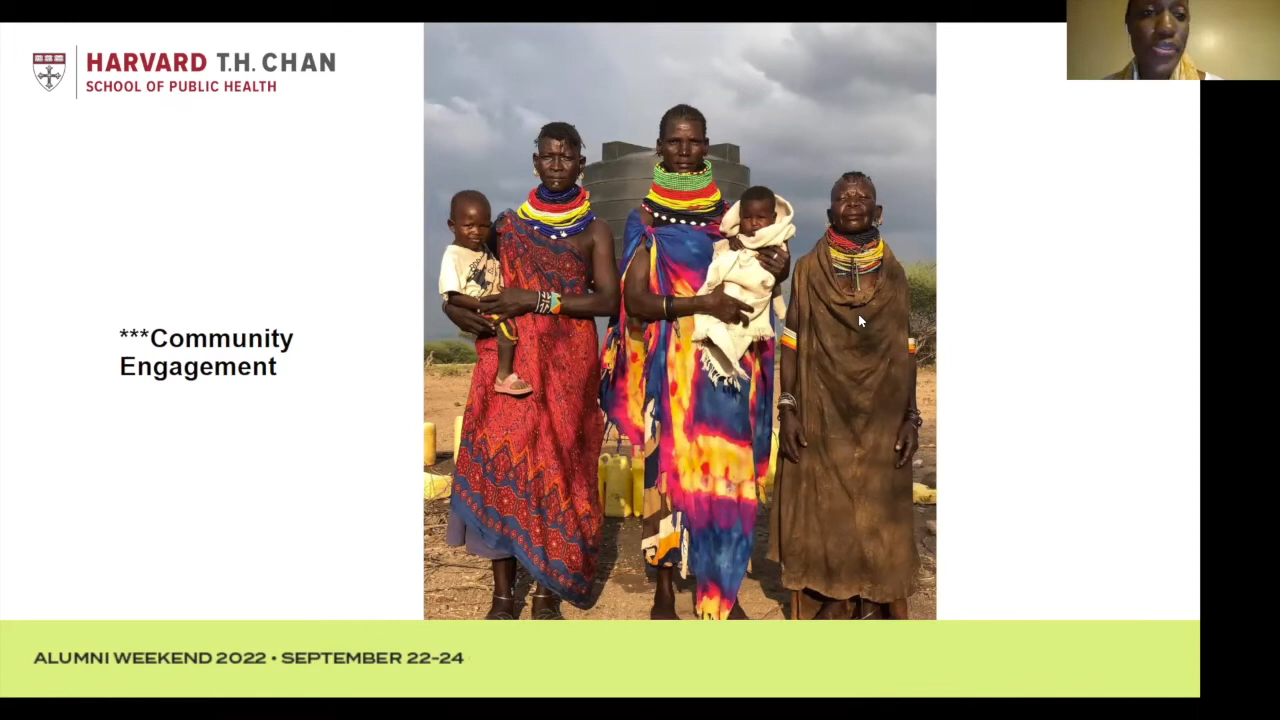 HARVARD T.H. CHAN
SCHOOL OF PUBLIC HEALTH
***Community
Engagement
ALUMNI WEEKEND 2022 • SEPTEMBER 22-24